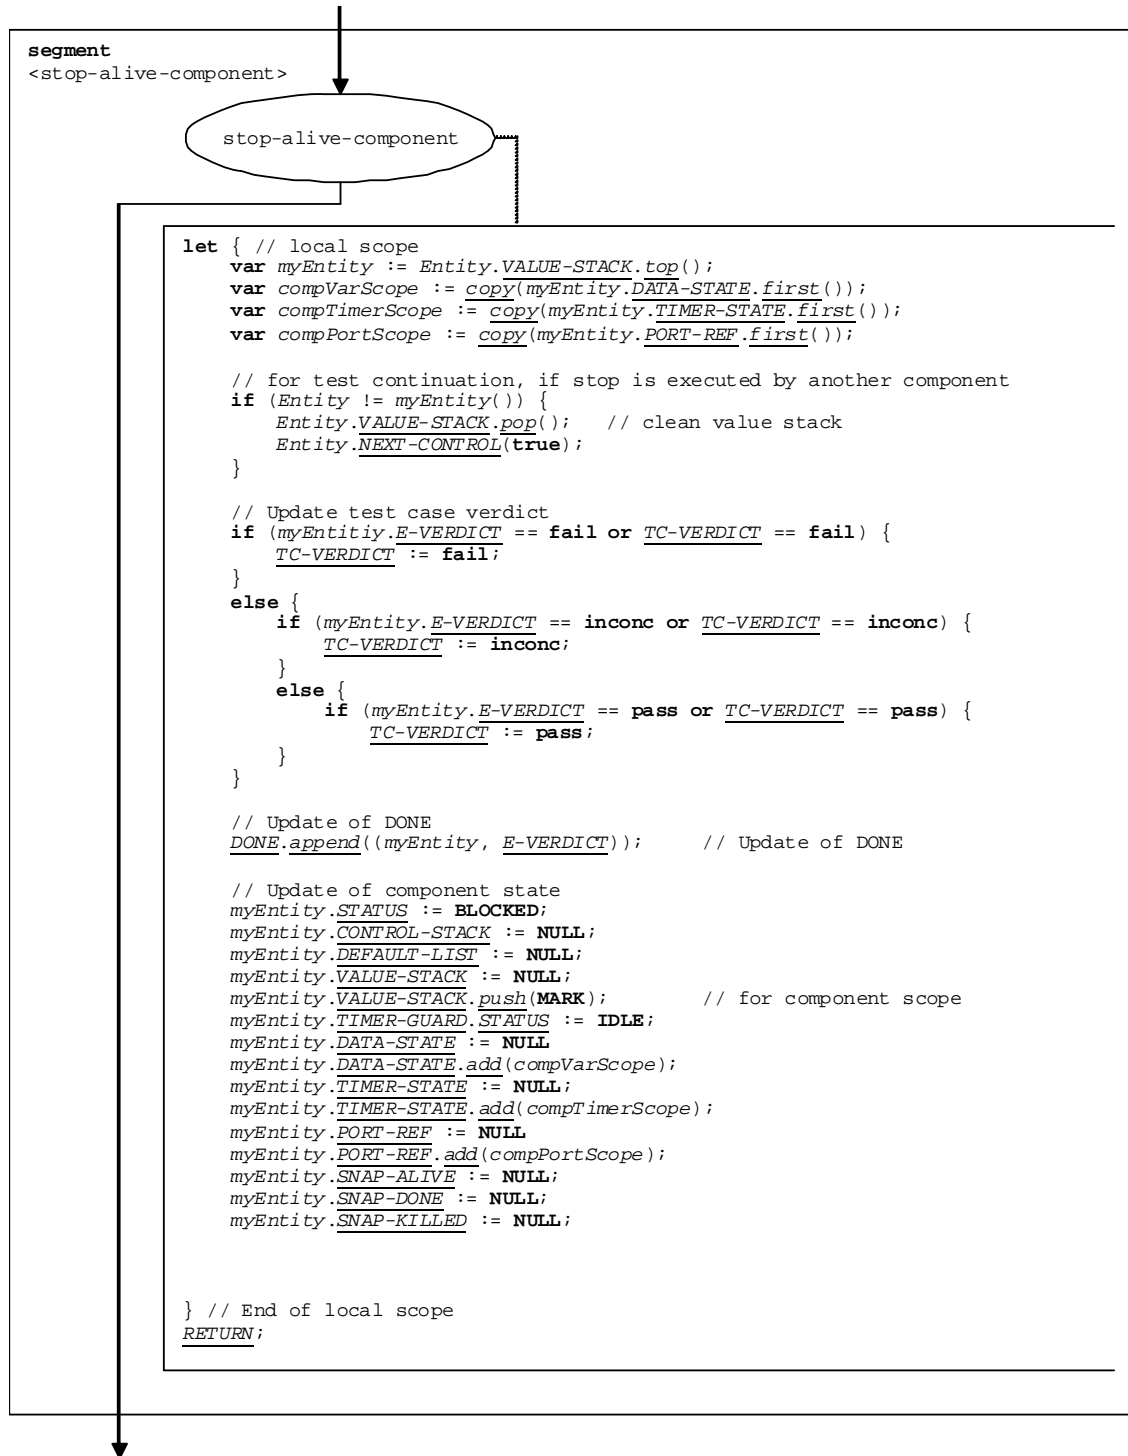 segment
<stop-alive-component>
stop-alive-component
let { // local scope
var myEntity := Entity.VALUE-STACK.top();
var compVarScope := copy(myEntity.DATA-STATE.first());
var compTimerScope := copy(myEntity.TIMER-STATE.first());
var compPortScope := copy(myEntity.PORT-REF.first());
// for test continuation, if stop is executed by another component
if (Entity != myEntity()) {
Entity.VALUE-STACK.pop(); // clean value stack
Entity.NEXT-CONTROL(true);
}
// Update test case verdict
if (myEntitiy.E-VERDICT == fail or TC-VERDICT == fail) {
TC-VERDICT := fail;
}
else {
if (myEntity.E-VERDICT == inconc or TC-VERDICT == inconc) {
TC-VERDICT := inconc;
}
else {
if (myEntity.E-VERDICT == pass or TC-VERDICT == pass) {
TC-VERDICT := pass;
}
}
// Update of DONE
DONE.append((myEntity, E-VERDICT)); // Update of DONE
// Update of component state
myEntity.STATUS := BLOCKED;
myEntity.CONTROL-STACK := NULL;
myEntity.DEFAULT-LIST := NULL;
myEntity.VALUE-STACK := NULL;
myEntity.VALUE-STACK.push(MARK); // for component scope
myEntity.TIMER-GUARD.STATUS := IDLE;
myEntity.DATA-STATE := NULL
myEntity.DATA-STATE.add(compVarScope);
myEntity.TIMER-STATE := NULL;
myEntity.TIMER-STATE.add(compTimerScope);
myEntity.PORT-REF := NULL
myEntity.PORT-REF.add(compPortScope);
myEntity.SNAP-ALIVE := NULL;
myEntity.SNAP-DONE := NULL;
myEntity.SNAP-KILLED := NULL;
} // End of local scope
RETURN;